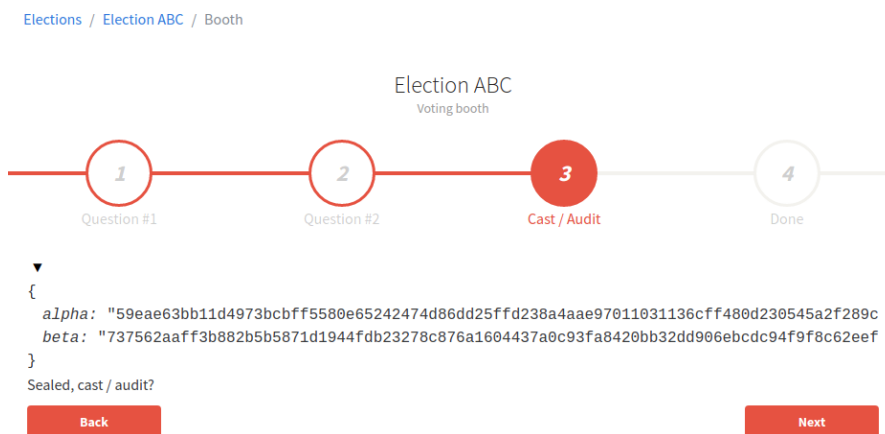 Elections / Election ABC / Booth
Election ABC
Voting booth
1 2 3 4
Question #1 Question #2 Cast / Audit Done
{
alpha: "59eae63bb11d4973bcbff5580e65242474d86dd25ffd238a4aae97011031136cff480d230545a2f289c
beta: "737562aaff3b882b5b5871d1944fdb23278c876a1604437a0c93fa8420bb32dd906ebcdc94f9f8c62eef
}
Sealed, cast / audit?
Back Next